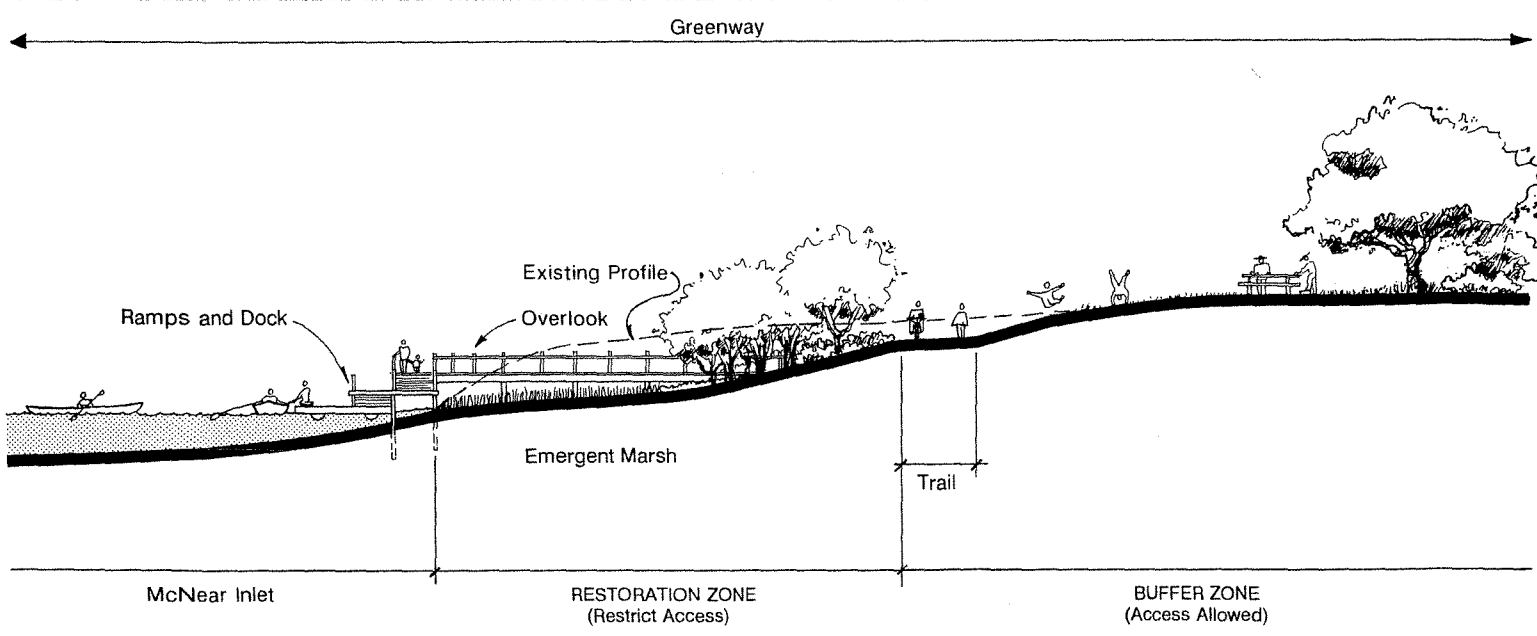 Greenway
Existing Profile
Ramps and Dock
Overlook
Emergent Marsh
Trail
McNear Inlet
RESTORATION ZONE
(Restrict Access)
BUFFER ZONE
(Access Allowed)